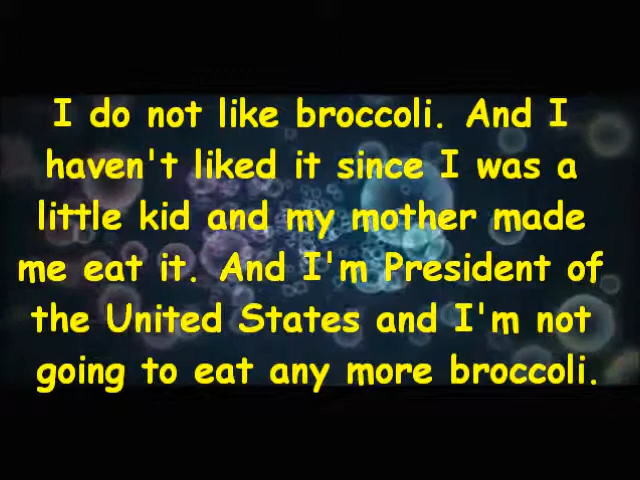 I do not like broccoli. And I
haven't liked it since I was a
little kid and my mother made
me eat it. And I'm President of
the United States and I'm not
going to eat any more broccoli.